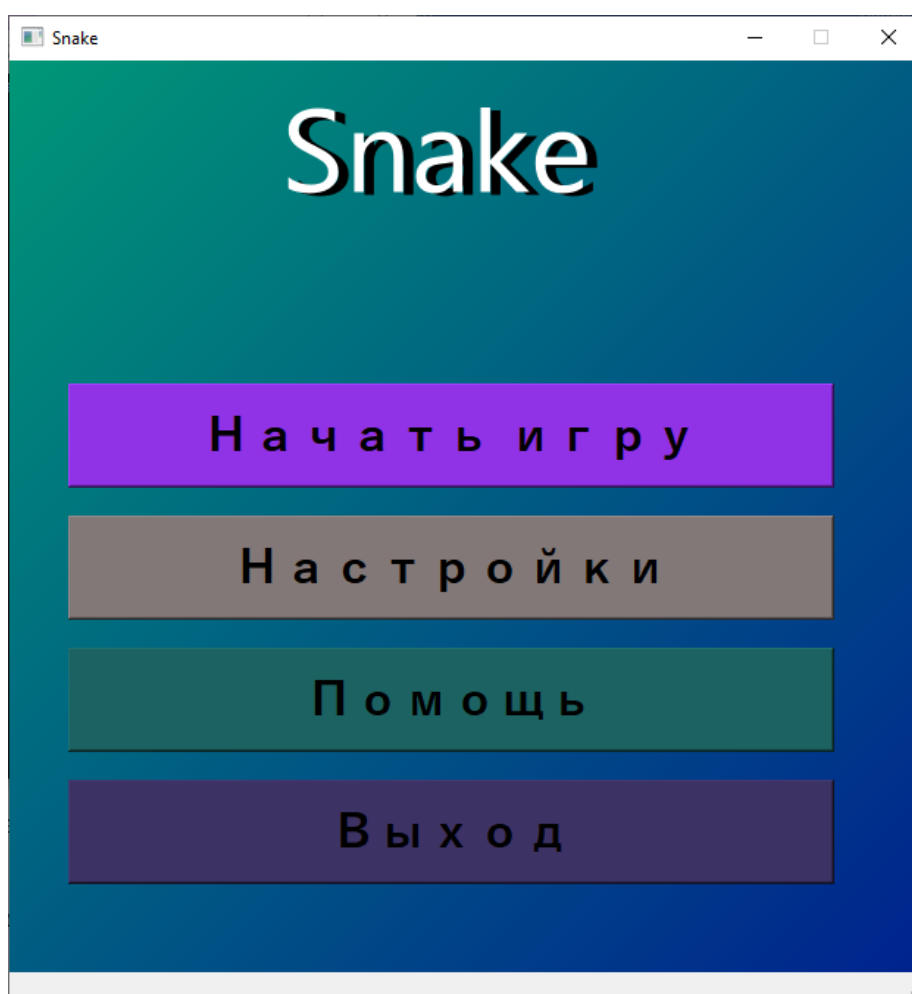 Snake
Snake
Начать игру
Настройки
Помощь
Выход